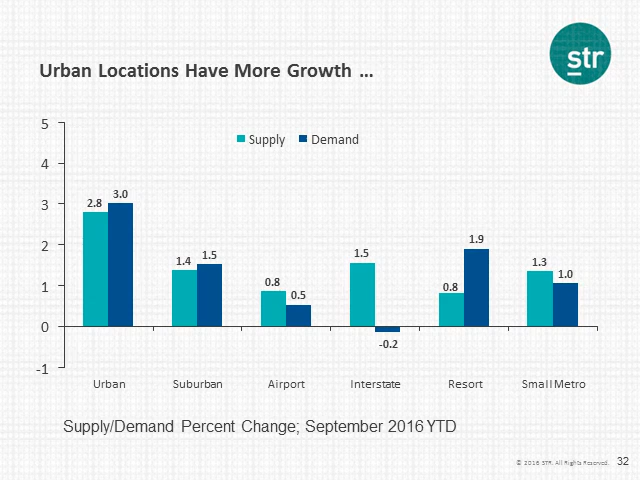 Urban Locations Have More Growth …
str
5
Supply Demand
4
3
2
1
0
-1
2.8 3.0
1.4 1.5
0.8 0.5
1.5 -0.2
0.8 1.9
1.3 1.0
Urban Suburban Airport Interstate Resort Small Metro
Supply/Demand Percent Change; September 2016 YTD
© 2016 STR. All Rights Reserved. 32